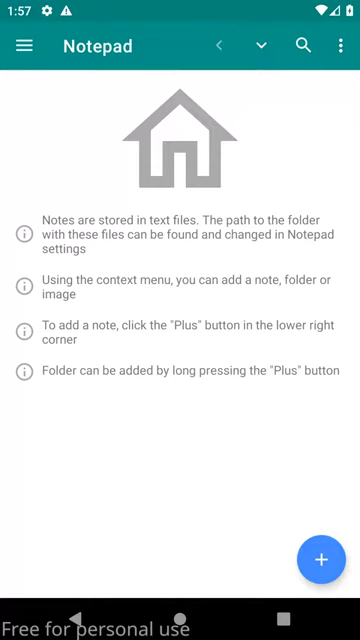 1:57
Notepad
Notes are stored in text files. The path to the folder
with these files can be found and changed in Notepad
settings
Using the context menu, you can add a note, folder or
image
To add a note, click the "Plus" button in the lower right
corner
Folder can be added by long pressing the "Plus" button
Free for personal use